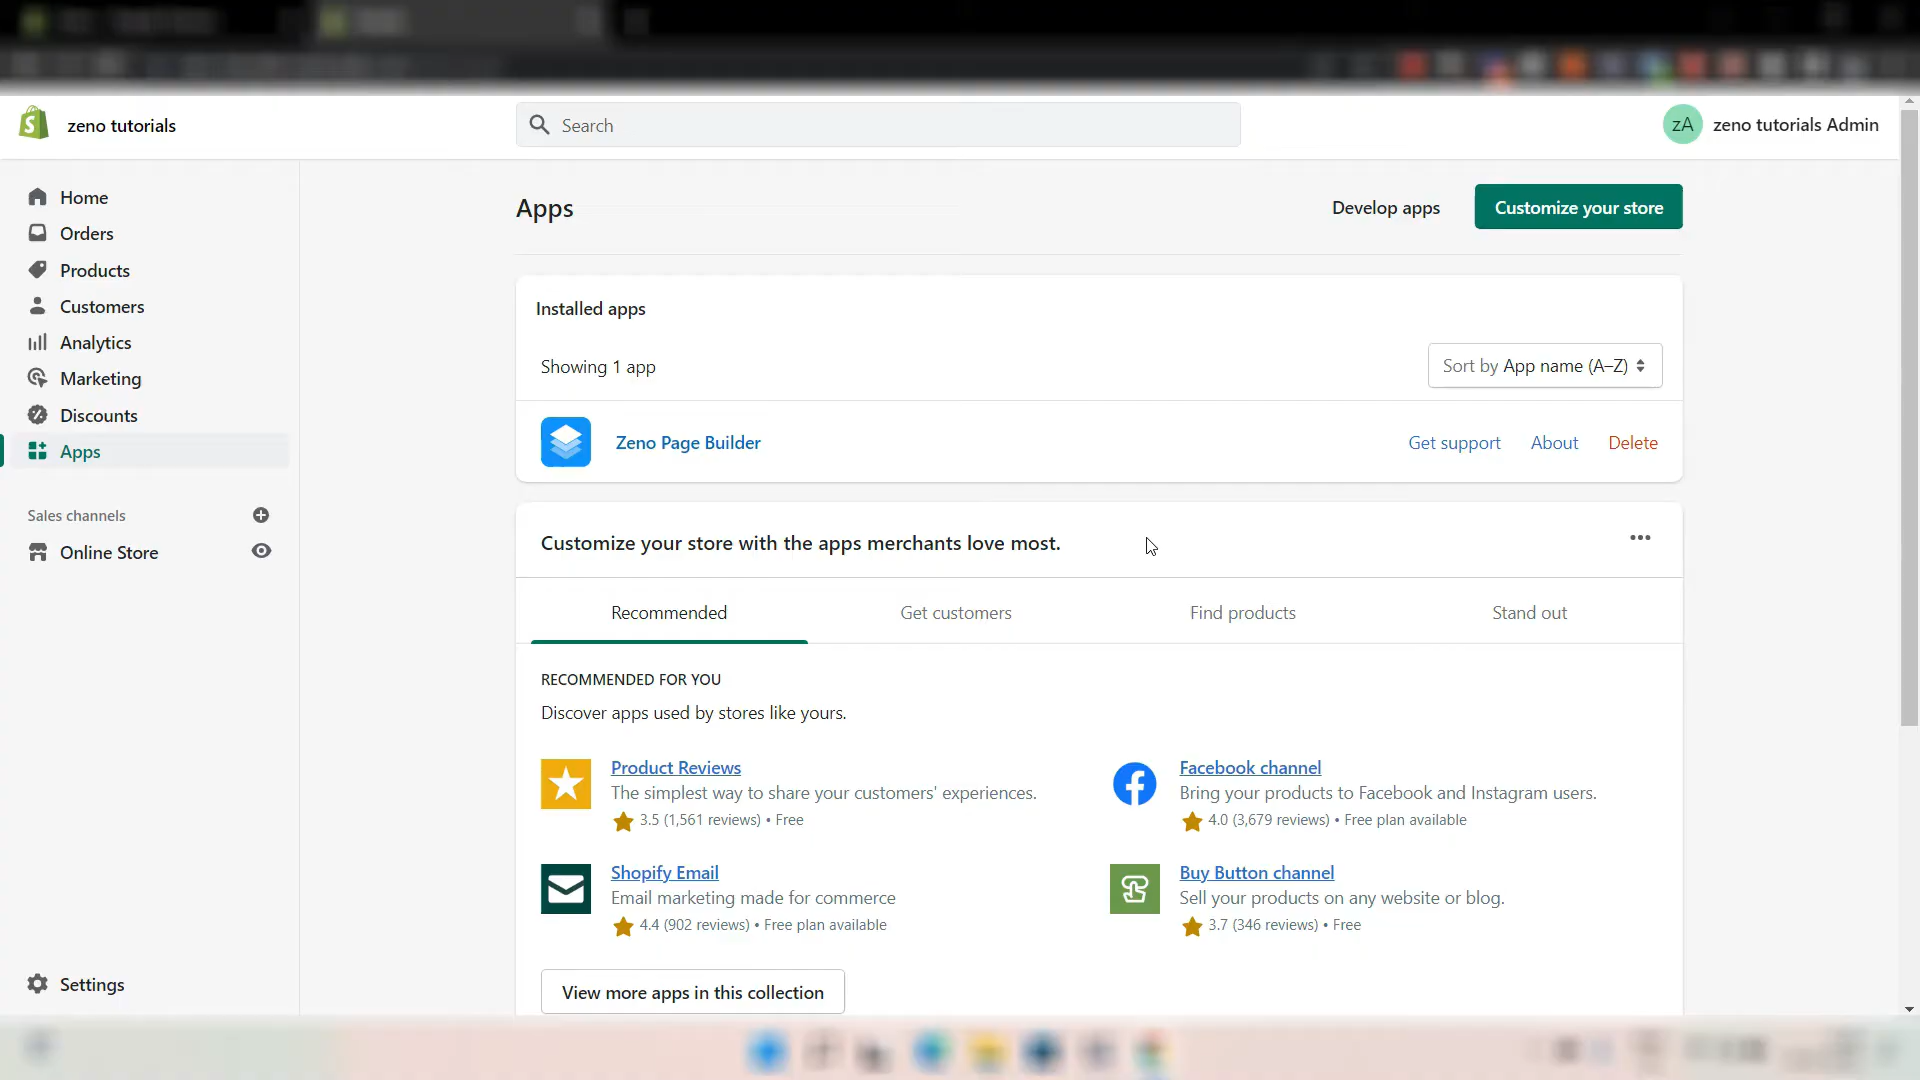 zeno tutorials
Search
zA
zeno tutorials Admin
Home
Orders
Products
Customers
Analytics
Marketing
Discounts
Apps
Sales channels
Online Store
Settings
Apps
Develop apps
Customize your store
Installed apps
Showing 1 app
Sort by App name (A–Z)
Zeno Page Builder
Get support
About
Delete
Customize your store with the apps merchants love most.
Recommended
Get customers
Find products
Stand out
RECOMMENDED FOR YOU
Discover apps used by stores like yours.
Product Reviews
The simplest way to share your customers' experiences.
3.5 (1,561 reviews) • Free
Facebook channel
Bring your products to Facebook and Instagram users.
4.0 (3,679 reviews) • Free plan available
Shopify Email
Email marketing made for commerce
4.4 (902 reviews) • Free plan available
Buy Button channel
Sell your products on any website or blog.
3.7 (346 reviews) • Free
View more apps in this collection